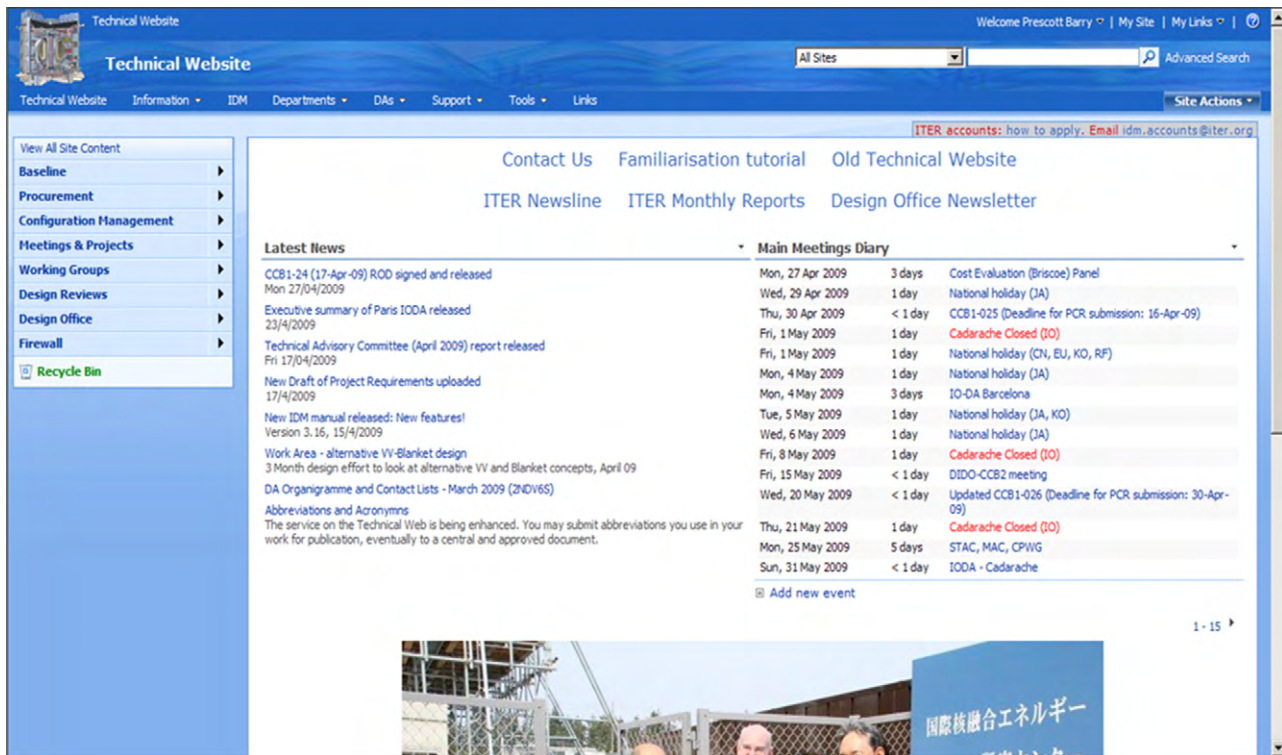 Technical Website
Welcome Prescott Barry | My Site | My Links |
Technical Website
All Sites
Advanced Search
Technical Website Information IDM Departments DAs Support Tools Links
Site Actions
ITER accounts: how to apply. Email idm.accounts@iter.org
View All Site Content
Baseline
Procurement
Configuration Management
Meetings & Projects
Working Groups
Design Reviews
Design Office
Firewall
Recycle Bin
Contact Us Familiarisation tutorial Old Technical Website
ITER Newsline ITER Monthly Reports Design Office Newsletter
Latest News
CCB1-24 (17-Apr-09) ROD signed and released
Mon 27/04/2009
Executive summary of Paris IODA released
23/4/2009
Technical Advisory Committee (April 2009) report released
Fri 17/04/2009
New Draft of Project Requirements uploaded
17/4/2009
New IDM manual released: New features!
Version 3.16, 15/4/2009
Work Area - alternative VV-Blanket design
3 Month design effort to look at alternative VV and Blanket concepts, April 09
DA Organigramme and Contact Lists - March 2009 (2NDV6S)
Abbreviations and Acronymns
The service on the Technical Web is being enhanced. You may submit abbreviations you use in your
work for publication, eventually to a central and approved document.
Main Meetings Diary
Mon, 27 Apr 2009 3 days Cost Evaluation (Briscoe) Panel
Wed, 29 Apr 2009 1 day National holiday (JA)
Thu, 30 Apr 2009 < 1 day CCB1-025 (Deadline for PCR submission: 16-Apr-09)
Fri, 1 May 2009 1 day Cadarache Closed (IO)
Fri, 1 May 2009 1 day National holiday (CN, EU, KO, RF)
Mon, 4 May 2009 1 day National holiday (JA)
Mon, 4 May 2009 3 days IO-DA Barcelona
Tue, 5 May 2009 1 day National holiday (JA, KO)
Wed, 6 May 2009 1 day National holiday (JA)
Fri, 8 May 2009 1 day Cadarache Closed (IO)
Fri, 15 May 2009 < 1 day DIDO-CCB2 meeting
Wed, 20 May 2009 < 1 day Updated CCB1-026 (Deadline for PCR submission: 30-Apr-
09)
Thu, 21 May 2009 1 day Cadarache Closed (IO)
Mon, 25 May 2009 5 days STAC, MAC, CPWG
Sun, 31 May 2009 < 1 day IODA - Cadarache
Add new event
1 - 15
国際核融合エネルギー